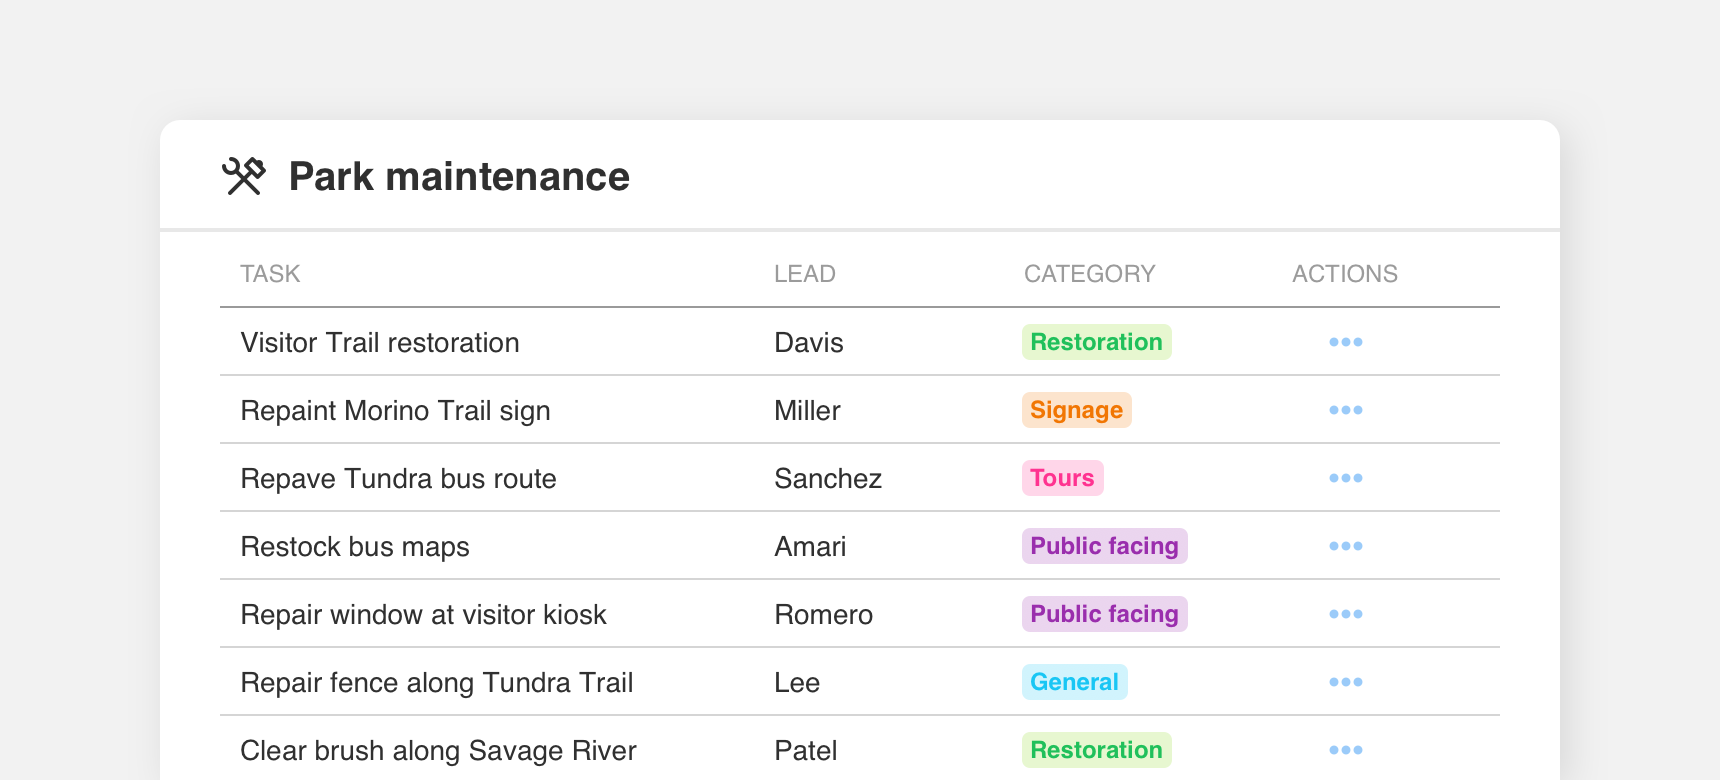 Park maintenance
TASK LEAD CATEGORY ACTIONS
Visitor Trail restoration Davis Restoration
Repaint Morino Trail sign Miller Signage
Repave Tundra bus route Sanchez Tours
Restock bus maps Amari Public facing
Repair window at visitor kiosk Romero Public facing
Repair fence along Tundra Trail Lee General
Clear brush along Savage River Patel Restoration